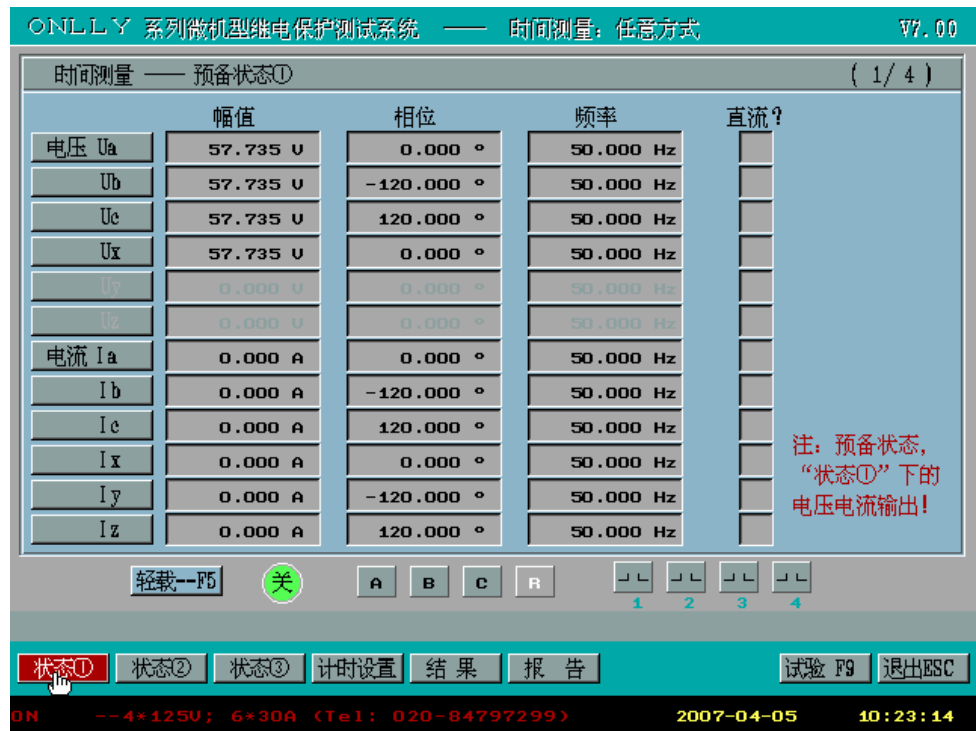 ONLLY 系列微机型继电保护测试系统 —— 时间测量：任意方式 V7.00
时间测量 —— 预备状态① ( 1/ 4 )
幅值 相位 频率 直流？
电压 Ua 57.735 V 0.000 ° 50.000 Hz
Ub 57.735 V -120.000 ° 50.000 Hz
Uc 57.735 V 120.000 ° 50.000 Hz
Ux 57.735 V 0.000 ° 50.000 Hz
Uy 0.000 V 0.000 ° 50.000 Hz
Uz 0.000 V 0.000 ° 50.000 Hz
电流 Ia 0.000 A 0.000 ° 50.000 Hz
Ib 0.000 A -120.000 ° 50.000 Hz
Ic 0.000 A 120.000 ° 50.000 Hz
Ix 0.000 A 0.000 ° 50.000 Hz
Iy 0.000 A -120.000 ° 50.000 Hz
Iz 0.000 A 120.000 ° 50.000 Hz
注：预备状态，
“状态①”下的
电压电流输出！
轻载--F5 关 A B C R
1 2 3 4
状态① 状态② 状态③ 计时设置 结 果 报 告 试验 F9 退出ESC
ON --4*125V; 6*30A (Tel: 020-84797299) 2007-04-05 10:23:14